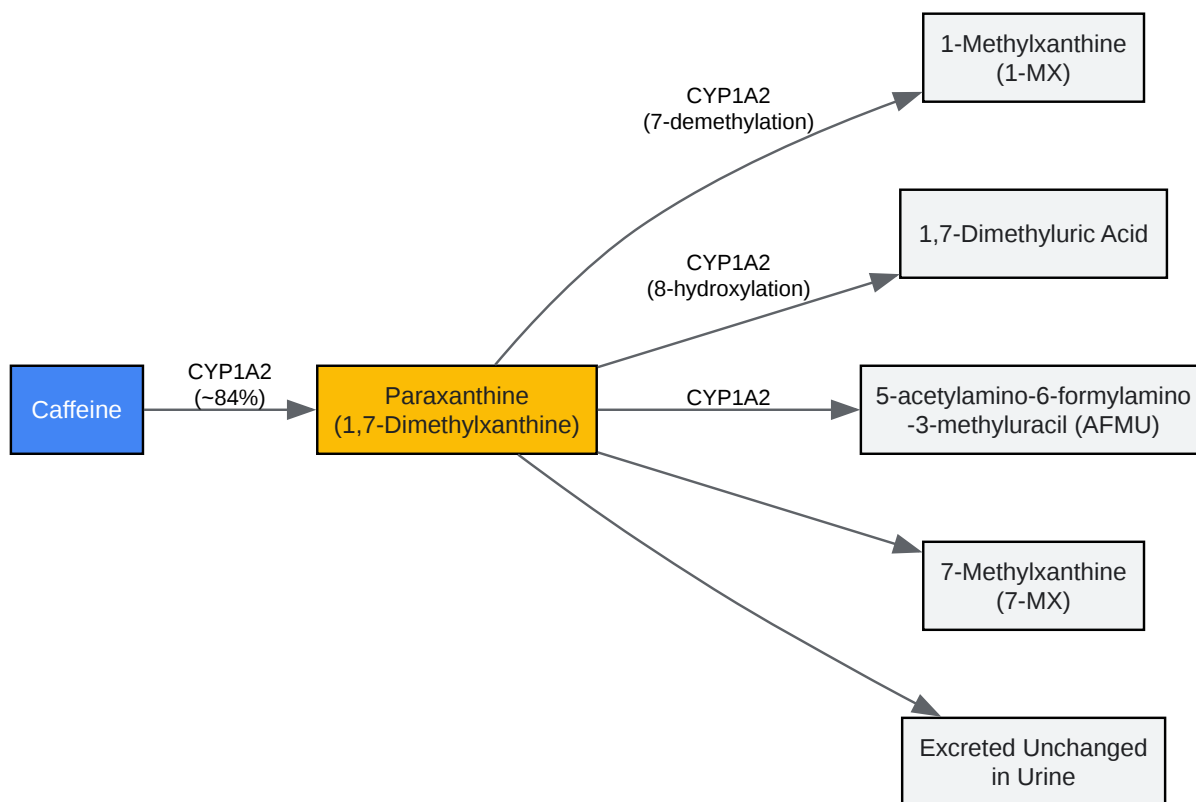 Caffeine
CYP1A2
(~84%)
Paraxanthine
(1,7-Dimethylxanthine)
CYP1A2
(7-demethylation)
1-Methylxanthine
(1-MX)
CYP1A2
(8-hydroxylation)
1,7-Dimethyluric Acid
CYP1A2
5-acetylamino-6-formylamino
-3-methyluracil (AFMU)
7-Methylxanthine
(7-MX)
Excreted Unchanged
in Urine